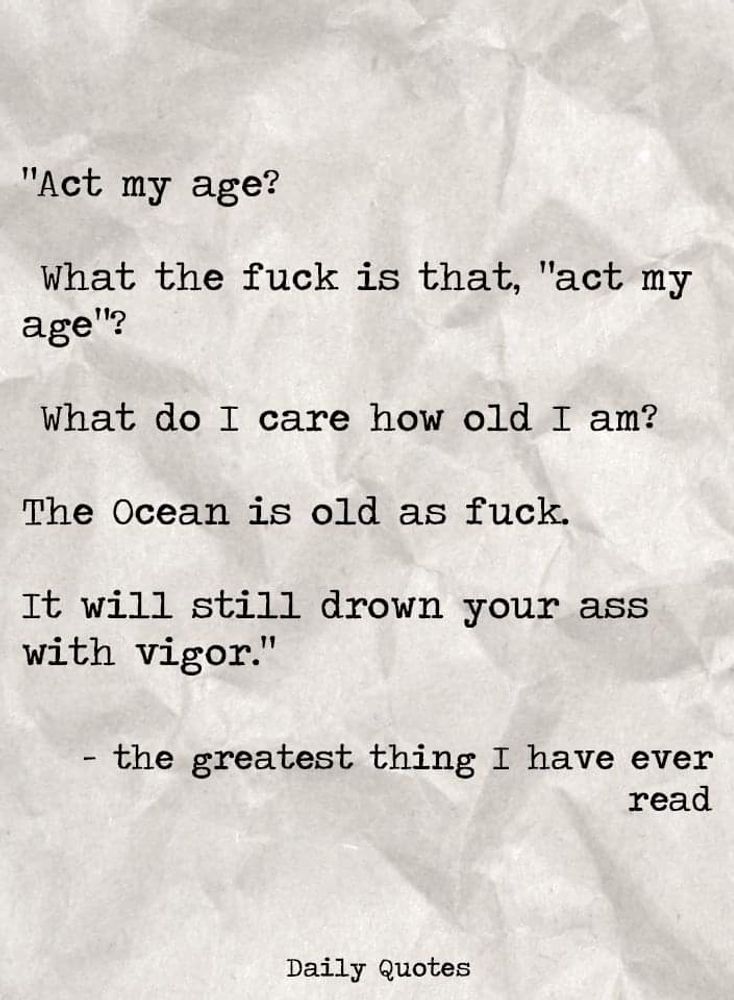 "Act my age?
What the fuck is that, "act my
age"?
What do I care how old I am?
The Ocean is old as fuck.
It will still drown your ass
with vigor."
- the greatest thing I have ever
read
Daily Quotes